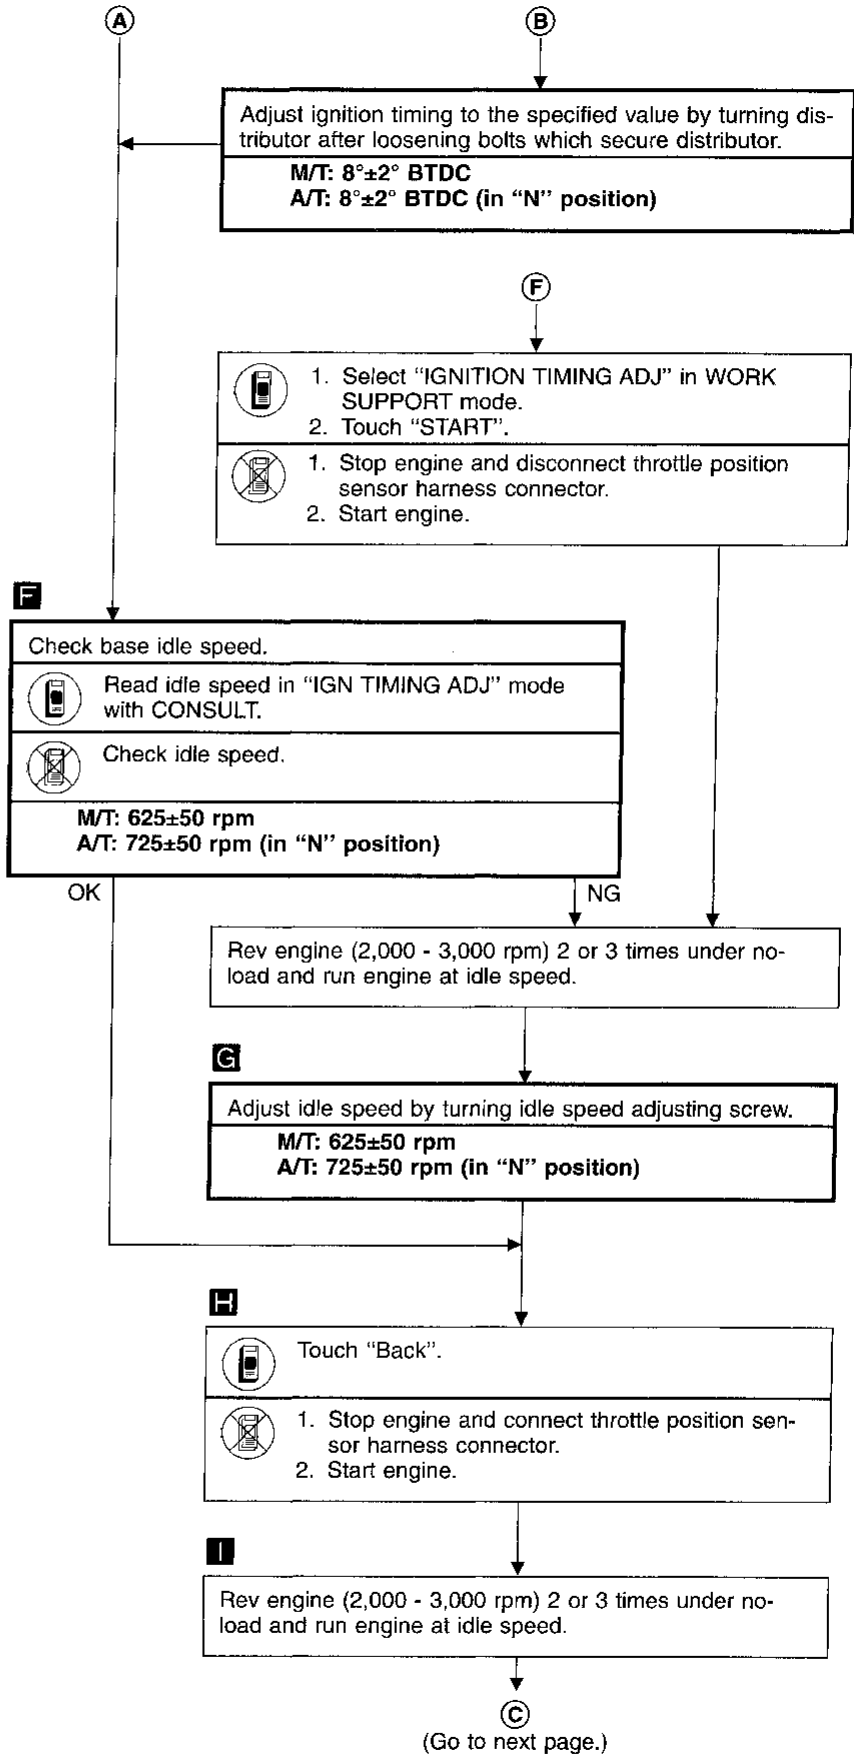 A
B
Adjust ignition timing to the specified value by turning dis-
tributor after loosening bolts which secure distributor.
M/T: 8°±2° BTDC
A/T: 8°±2° BTDC (in “N” position)
F
1. Select “IGNITION TIMING ADJ” in WORK
SUPPORT mode.
2. Touch “START”.
1. Stop engine and disconnect throttle position
sensor harness connector.
2. Start engine.
F
Check base idle speed.
Read idle speed in “IGN TIMING ADJ” mode
with CONSULT.
Check idle speed.
M/T: 625±50 rpm
A/T: 725±50 rpm (in “N” position)
OK
NG
Rev engine (2,000 - 3,000 rpm) 2 or 3 times under no-
load and run engine at idle speed.
G
Adjust idle speed by turning idle speed adjusting screw.
M/T: 625±50 rpm
A/T: 725±50 rpm (in “N” position)
H
Touch “Back”.
1. Stop engine and connect throttle position sen-
sor harness connector.
2. Start engine.
I
Rev engine (2,000 - 3,000 rpm) 2 or 3 times under no-
load and run engine at idle speed.
C
(Go to next page.)